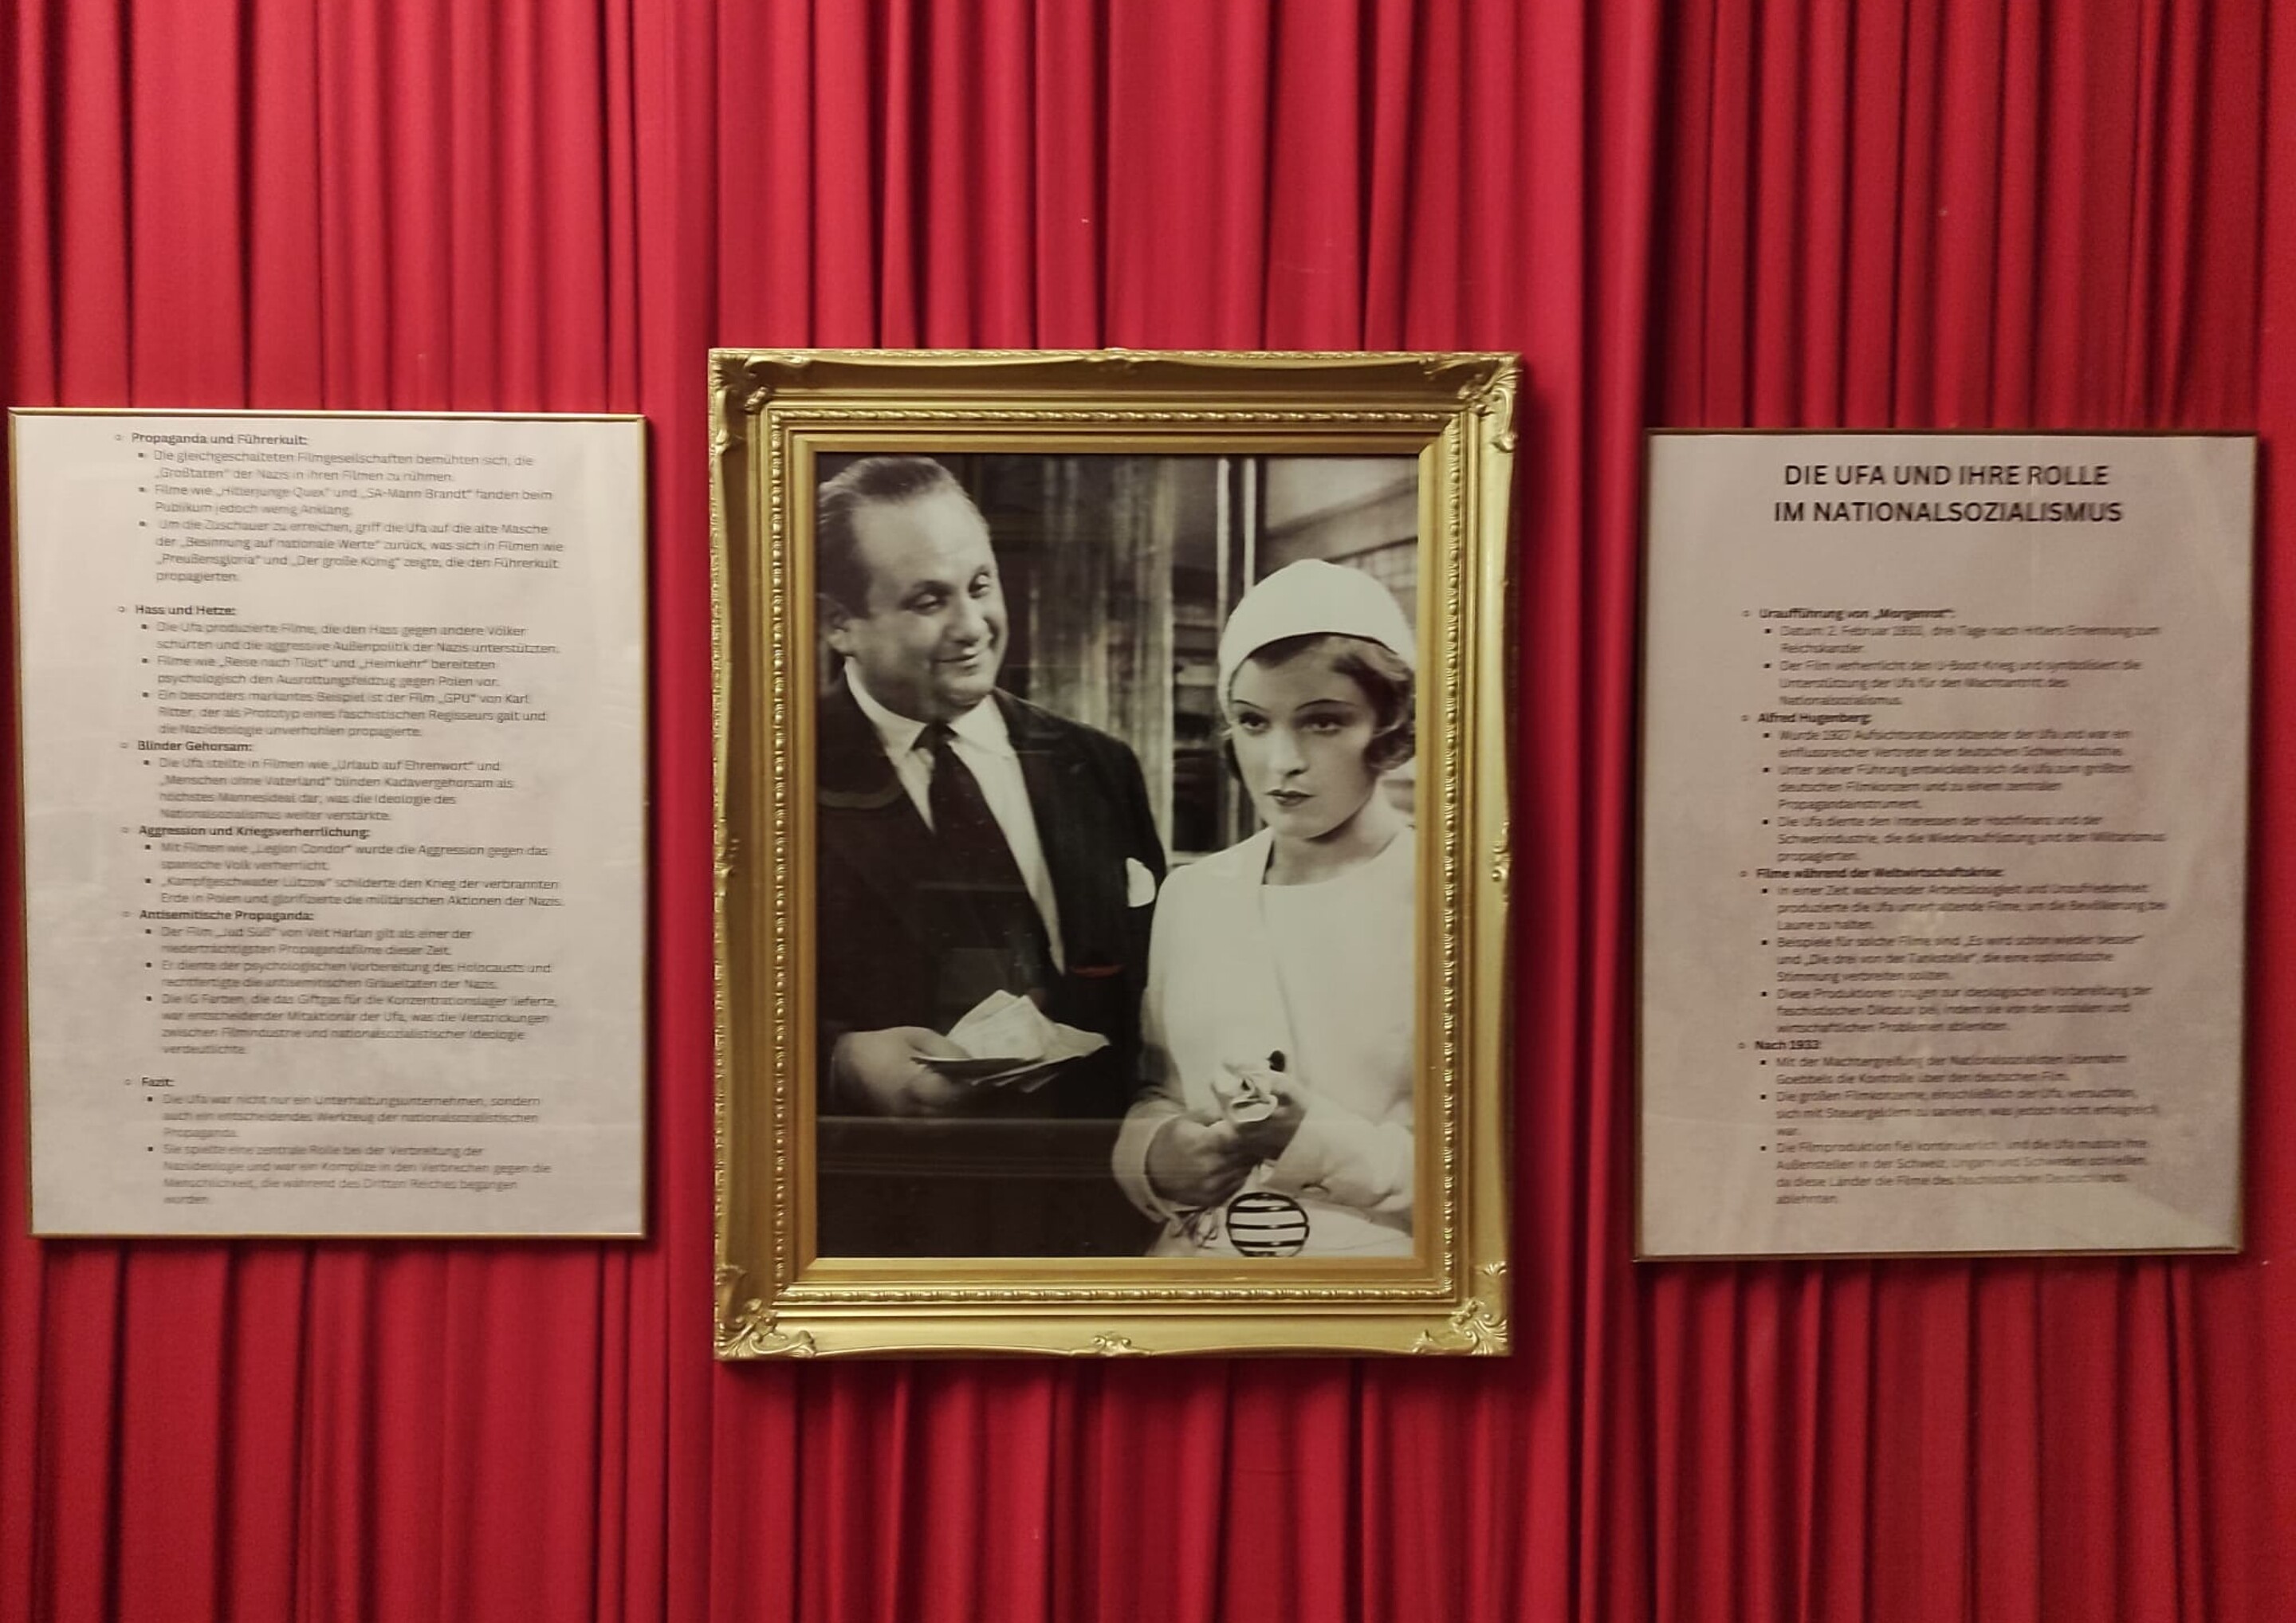 ○ Propaganda und Führerkult:
▪ Die gleichgeschalteten Filmgesellschaften bemühten sich, die
„Großtaten“ der Nazis in ihren Filmen zu rühmen.
▪ Filme wie „Hitlerjunge Quex“ und „SA-Mann Brandt“ fanden beim
Publikum jedoch wenig Anklang.
▪ Um die Zuschauer zu erreichen, griff die Ufa auf die alte Masche
der „Besinnung auf nationale Werte“ zurück, was sich in Filmen wie
„Preußensgloria“ und „Der große König“ zeigte, die den Führerkult
propagierten.
○ Hass und Hetze:
▪ Die Ufa produzierte Filme, die den Hass gegen andere Völker
schürten und die aggressive Außenpolitik der Nazis unterstützten.
▪ Filme wie „Reise nach Tilsit“ und „Heimkehr“ bereiteten
psychologisch den Ausrottungsfeldzug gegen Polen vor.
▪ Ein besonders markantes Beispiel ist der Film „GPU“ von Karl
Ritter, der als Prototyp eines faschistischen Regisseurs galt und
die Naziideologie unverhohlen propagierte.
○ Blinder Gehorsam:
▪ Die Ufa stellte in Filmen wie „Urlaub auf Ehrenwort“ und
„Menschen ohne Vaterland“ blinden Kadavergehorsam als
höchstes Mannesideal dar, was die Ideologie des
Nationalsozialismus weiter verstärkte.
○ Aggression und Kriegsverherrlichung:
▪ Mit Filmen wie „Legion Condor“ wurde die Aggression gegen das
spanische Volk verherrlicht.
▪ „Kampfgeschwader Lützow“ schilderte den Krieg der verbrannten
Erde in Polen und glorifizierte die militärischen Aktionen der Nazis.
○ Antisemitische Propaganda:
▪ Der Film „Jud Süß“ von Veit Harlan gilt als einer der
niederträchtigsten Propagandafilme dieser Zeit.
▪ Er diente der psychologischen Vorbereitung des Holocausts und
rechtfertigte die antisemitischen Gräueltaten der Nazis.
▪ Die IG Farben, die das Giftgas für die Konzentrationslager lieferte,
war entscheidender Mitaktionär der Ufa, was die Verstrickungen
zwischen Filmindustrie und nationalsozialistischer Ideologie
verdeutlichte.
○ Fazit:
▪ Die Ufa war nicht nur ein Unterhaltungsunternehmen, sondern
auch ein entscheidendes Werkzeug der nationalsozialistischen
Propaganda.
▪ Sie spielte eine zentrale Rolle bei der Verbreitung der
Naziideologie und war ein Komplize in den Verbrechen gegen die
Menschlichkeit, die während des Dritten Reiches begangen
wurden.
DIE UFA UND IHRE ROLLE
IM NATIONALSOZIALISMUS
○ Uraufführung von „Morgenrot“:
▪ Datum: 2. Februar 1933, drei Tage nach Hitlers Ernennung zum
Reichskanzler.
▪ Der Film verherrlicht den U-Boot-Krieg und symbolisiert die
Unterstützung der Ufa für den Machtantritt des
Nationalsozialismus.
○ Alfred Hugenberg:
▪ Wurde 1927 Aufsichtsratsvorsitzender der Ufa und war ein
einflussreicher Vertreter der deutschen Schwerindustrie.
▪ Unter seiner Führung entwickelte sich die Ufa zum größten
deutschen Filmkonzern und zu einem zentralen
Propagandainstrument.
▪ Die Ufa diente den Interessen der Hochfinanz und der
Schwerindustrie, die die Wiederaufrüstung und den Militarismus
propagierten.
○ Filme während der Weltwirtschaftskrise:
▪ In einer Zeit wachsender Arbeitslosigkeit und Unzufriedenheit
produzierte die Ufa unterhaltende Filme, um die Bevölkerung bei
Laune zu halten.
▪ Beispiele für solche Filme sind „Es wird schon wieder besser“
und „Die drei von der Tankstelle“, die eine optimistische
Stimmung verbreiten sollten.
▪ Diese Produktionen trugen zur ideologischen Vorbereitung der
faschistischen Diktatur bei, indem sie von den sozialen und
wirtschaftlichen Problemen ablenkten.
○ Nach 1933:
▪ Mit der Machtergreifung der Nationalsozialisten übernahm
Goebbels die Kontrolle über den deutschen Film.
▪ Die großen Filmkonzerne, einschließlich der Ufa, versuchten,
sich mit Steuergeldern zu sanieren, was jedoch nicht erfolgreich
war.
▪ Die Filmproduktion fiel kontinuierlich, und die Ufa musste ihre
Außenstellen in der Schweiz, Ungarn und Schweden schließen,
da diese Länder die Filme des faschistischen Deutschlands
ablehnten.